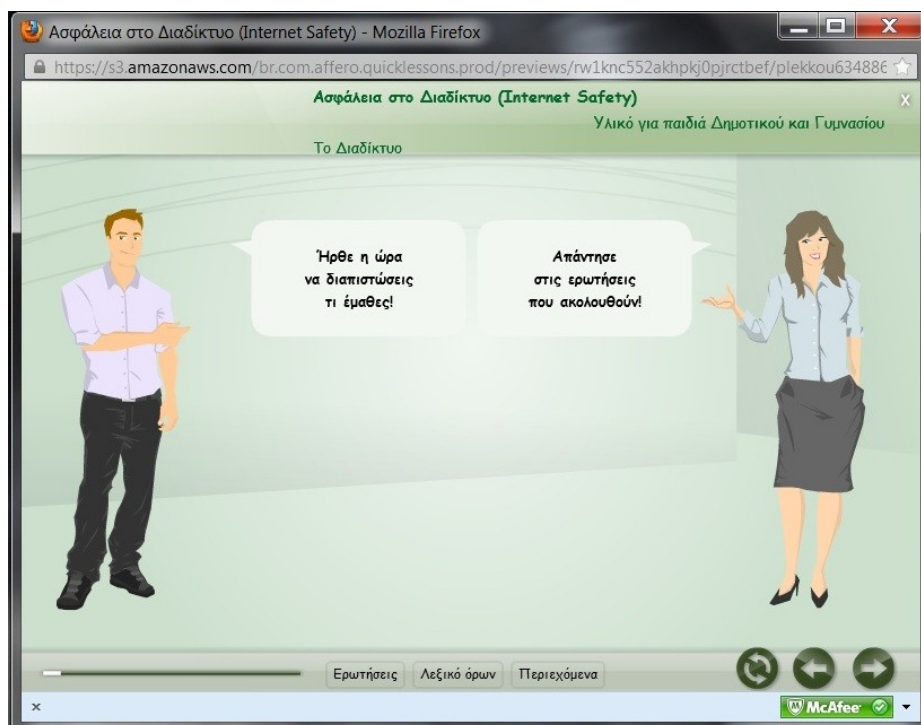 Ασφάλεια στο Διαδίκτυο (Internet Safety) - Mozilla Firefox
https://s3.amazonaws.com/br.com.affero.quicklessons.prod/previews/rw1knc552akhpkj0pjrctbef/plekkou634886
Ασφάλεια στο Διαδίκτυο (Internet Safety)
Υλικό για παιδιά Δημοτικού και Γυμνασίου
Το Διαδίκτυο
Ήρθε η ώρα
να διαπιστώσεις
τι έμαθες!
Απάντησε
στις ερωτήσεις
που ακολουθούν!
Ερωτήσεις
Λεξικό όρων
Περιεχόμενα
McAfee